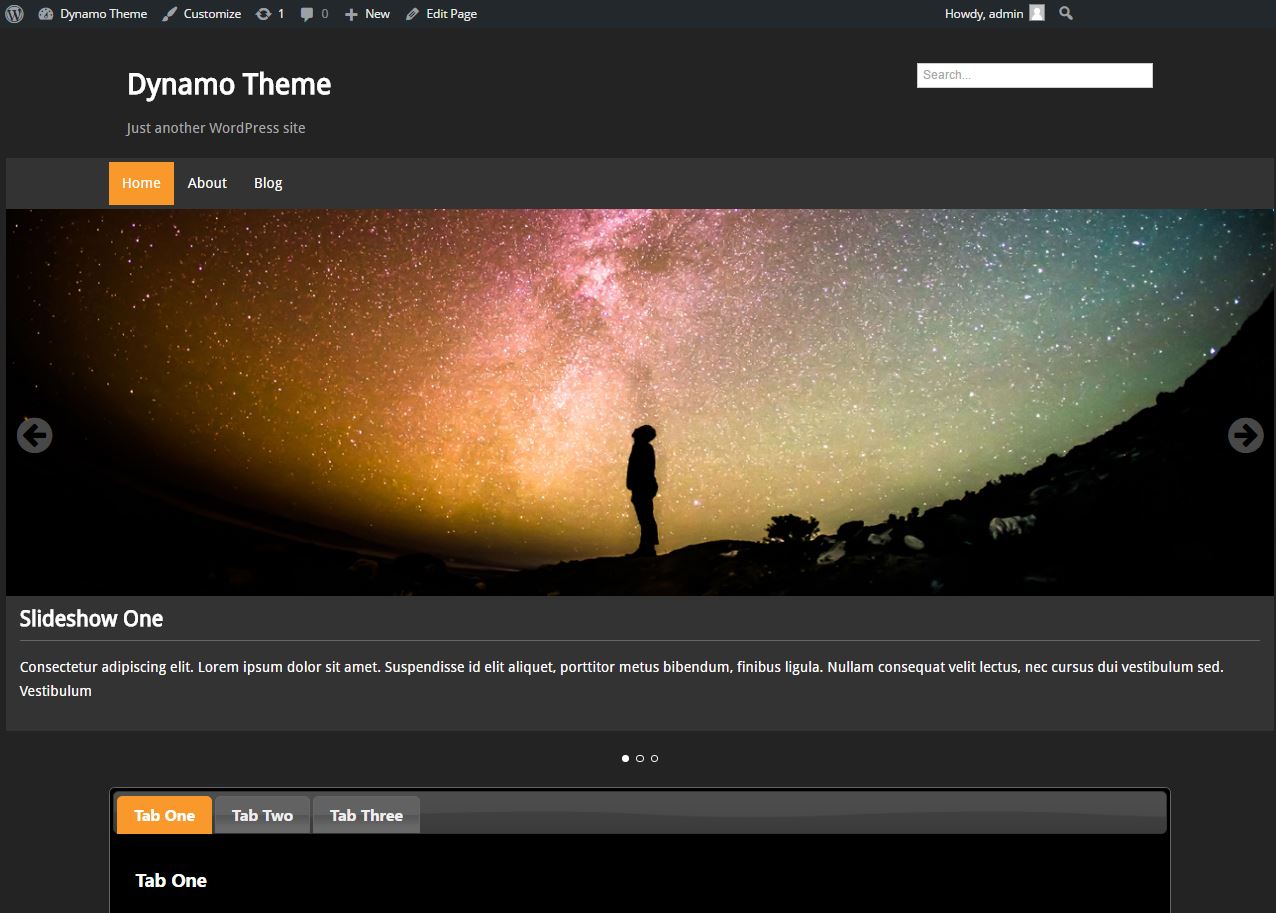 Dynamo Theme Customize 1 0 New Edit Page Howdy, admin
Dynamo Theme
Search...
Just another WordPress site
Home About Blog
Slideshow One
Consectetur adipiscing elit. Lorem ipsum dolor sit amet. Suspendisse id elit aliquet, porttitor metus bibendum, finibus ligula. Nullam consequat velit lectus, nec cursus dui vestibulum sed.
Vestibulum
Tab One Tab Two Tab Three
Tab One